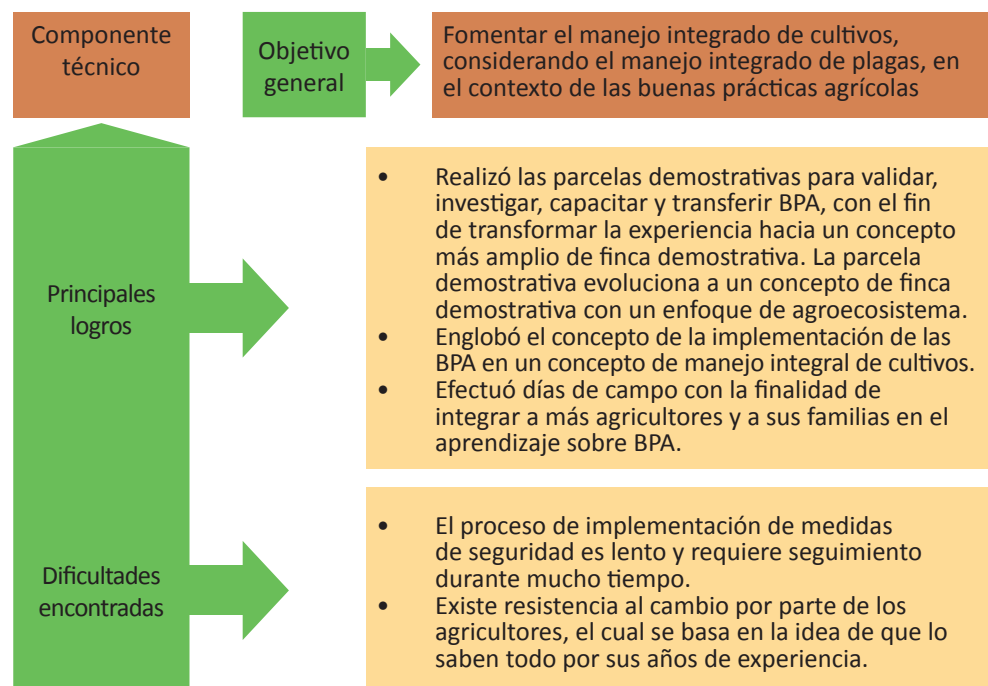 Componente
técnico
Objetivo
general
Fomentar el manejo integrado de cultivos,
considerando el manejo integrado de plagas, en
el contexto de las buenas prácticas agrícolas
Principales
logros
• Realizó las parcelas demostrativas para validar,
investigar, capacitar y transferir BPA, con el fin
de transformar la experiencia hacia un concepto
más amplio de finca demostrativa. La parcela
demostrativa evoluciona a un concepto de finca
demostrativa con un enfoque de agroecosistema.
• Englobó el concepto de la implementación de las
BPA en un concepto de manejo integral de cultivos.
• Efectuó días de campo con la finalidad de
integrar a más agricultores y a sus familias en el
aprendizaje sobre BPA.
Dificultades
encontradas
• El proceso de implementación de medidas
de seguridad es lento y requiere seguimiento
durante mucho tiempo.
• Existe resistencia al cambio por parte de los
agricultores, el cual se basa en la idea de que lo
saben todo por sus años de experiencia.